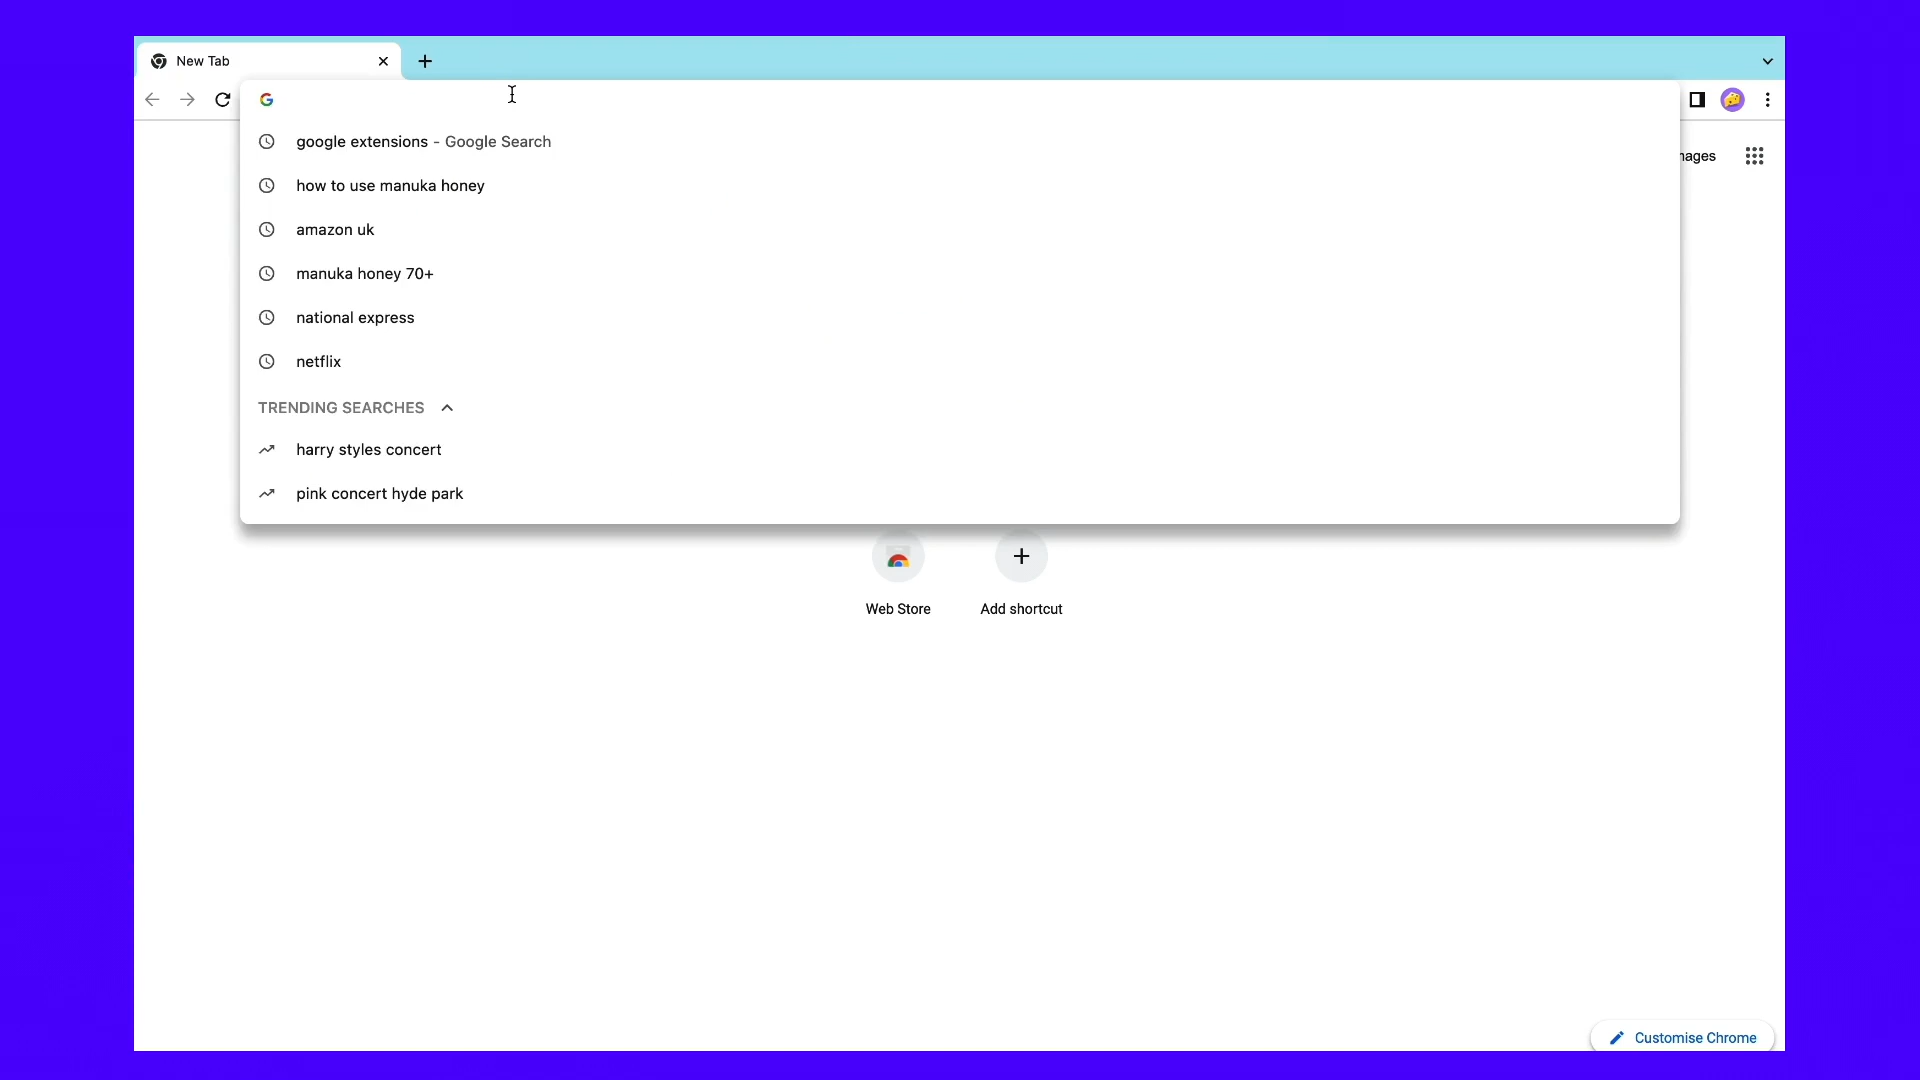 New Tab
google extensions - Google Search
how to use manuka honey
amazon uk
manuka honey 70+
national express
netflix
TRENDING SEARCHES
harry styles concert
pink concert hyde park
Web Store
Add shortcut
Customise Chrome